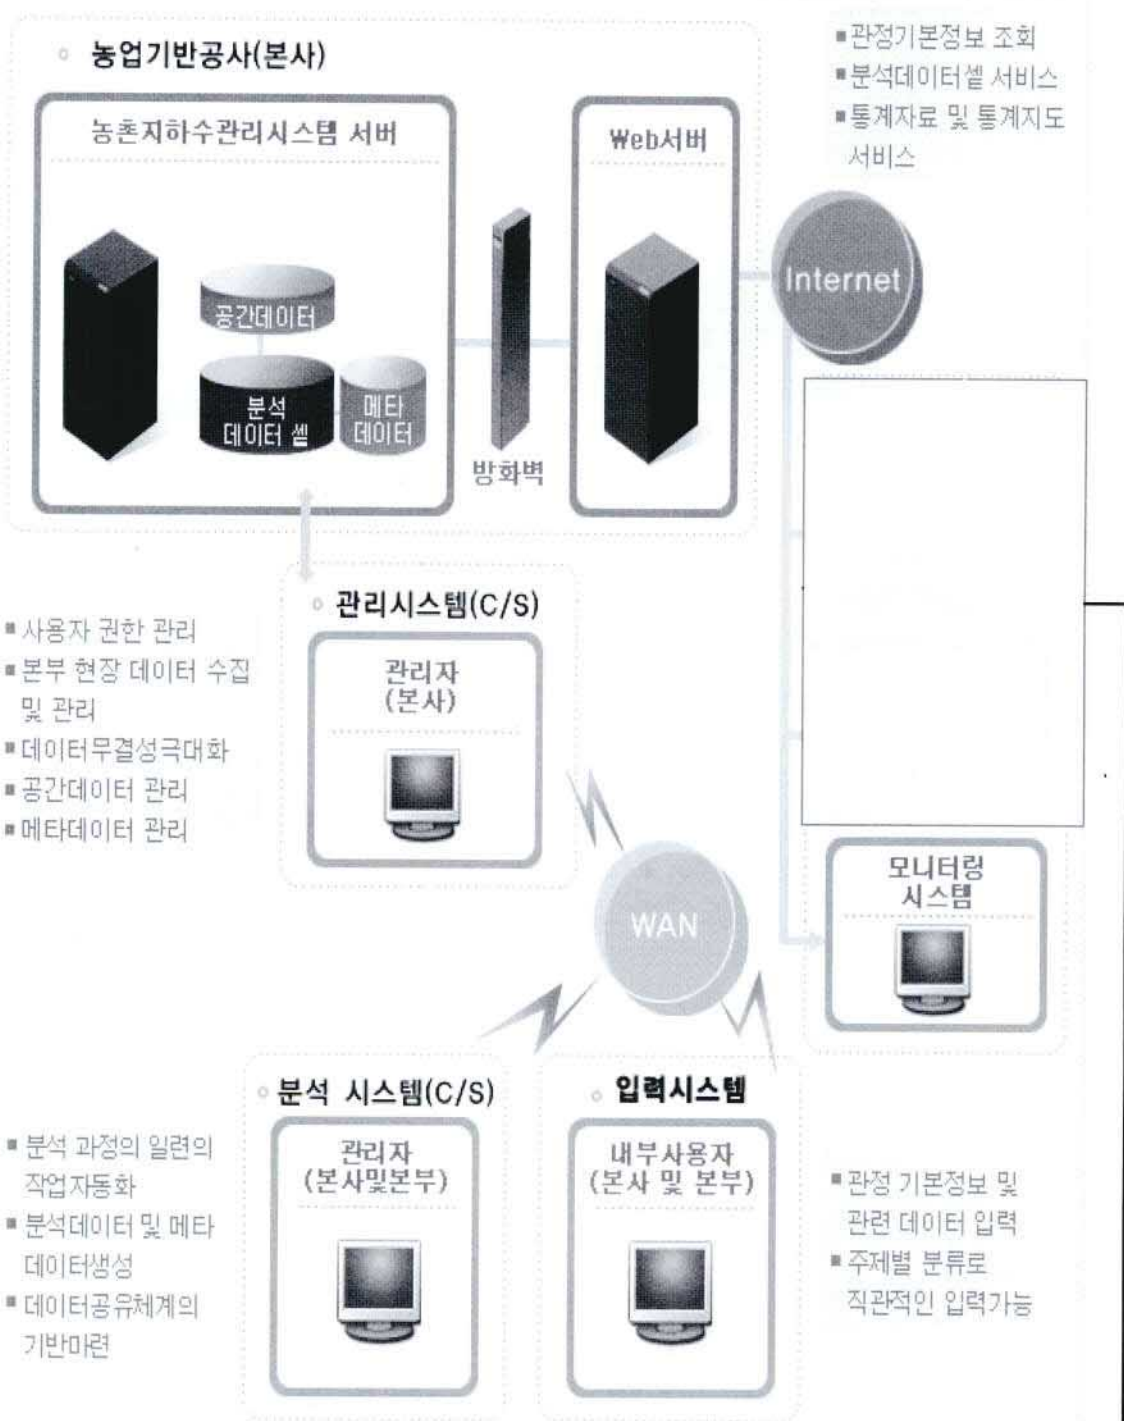 농업기반공사(본사)
농촌지하수관리시스템 서버
공간데이터
분석
데이터 셑
메타
데이터
방화벽
Web서버
■관정기본정보 조회
■분석데이터셑 서비스
■통계자료 및 통계지도
서비스
Internet
관리시스템(C/S)
관리자
(본사)
■ 사용자 권한 관리
■ 본부 현장 데이터 수집
및 관리
■ 데이터무결성극대화
■ 공간데이터 관리
■ 메타데이터 관리
WAN
모니터링
시스템
분석 시스템(C/S)
관리자
(본사및본부)
■ 분석 과정의 일련의
작업자동화
■ 분석데이터 및 메타
데이터생성
■ 데이터공유체계의
기반마련
입력시스템
내부사용자
(본사 및 본부)
■ 관정 기본정보 및
관련 데이터 입력
■ 주제별 분류로
직관적인 입력가능